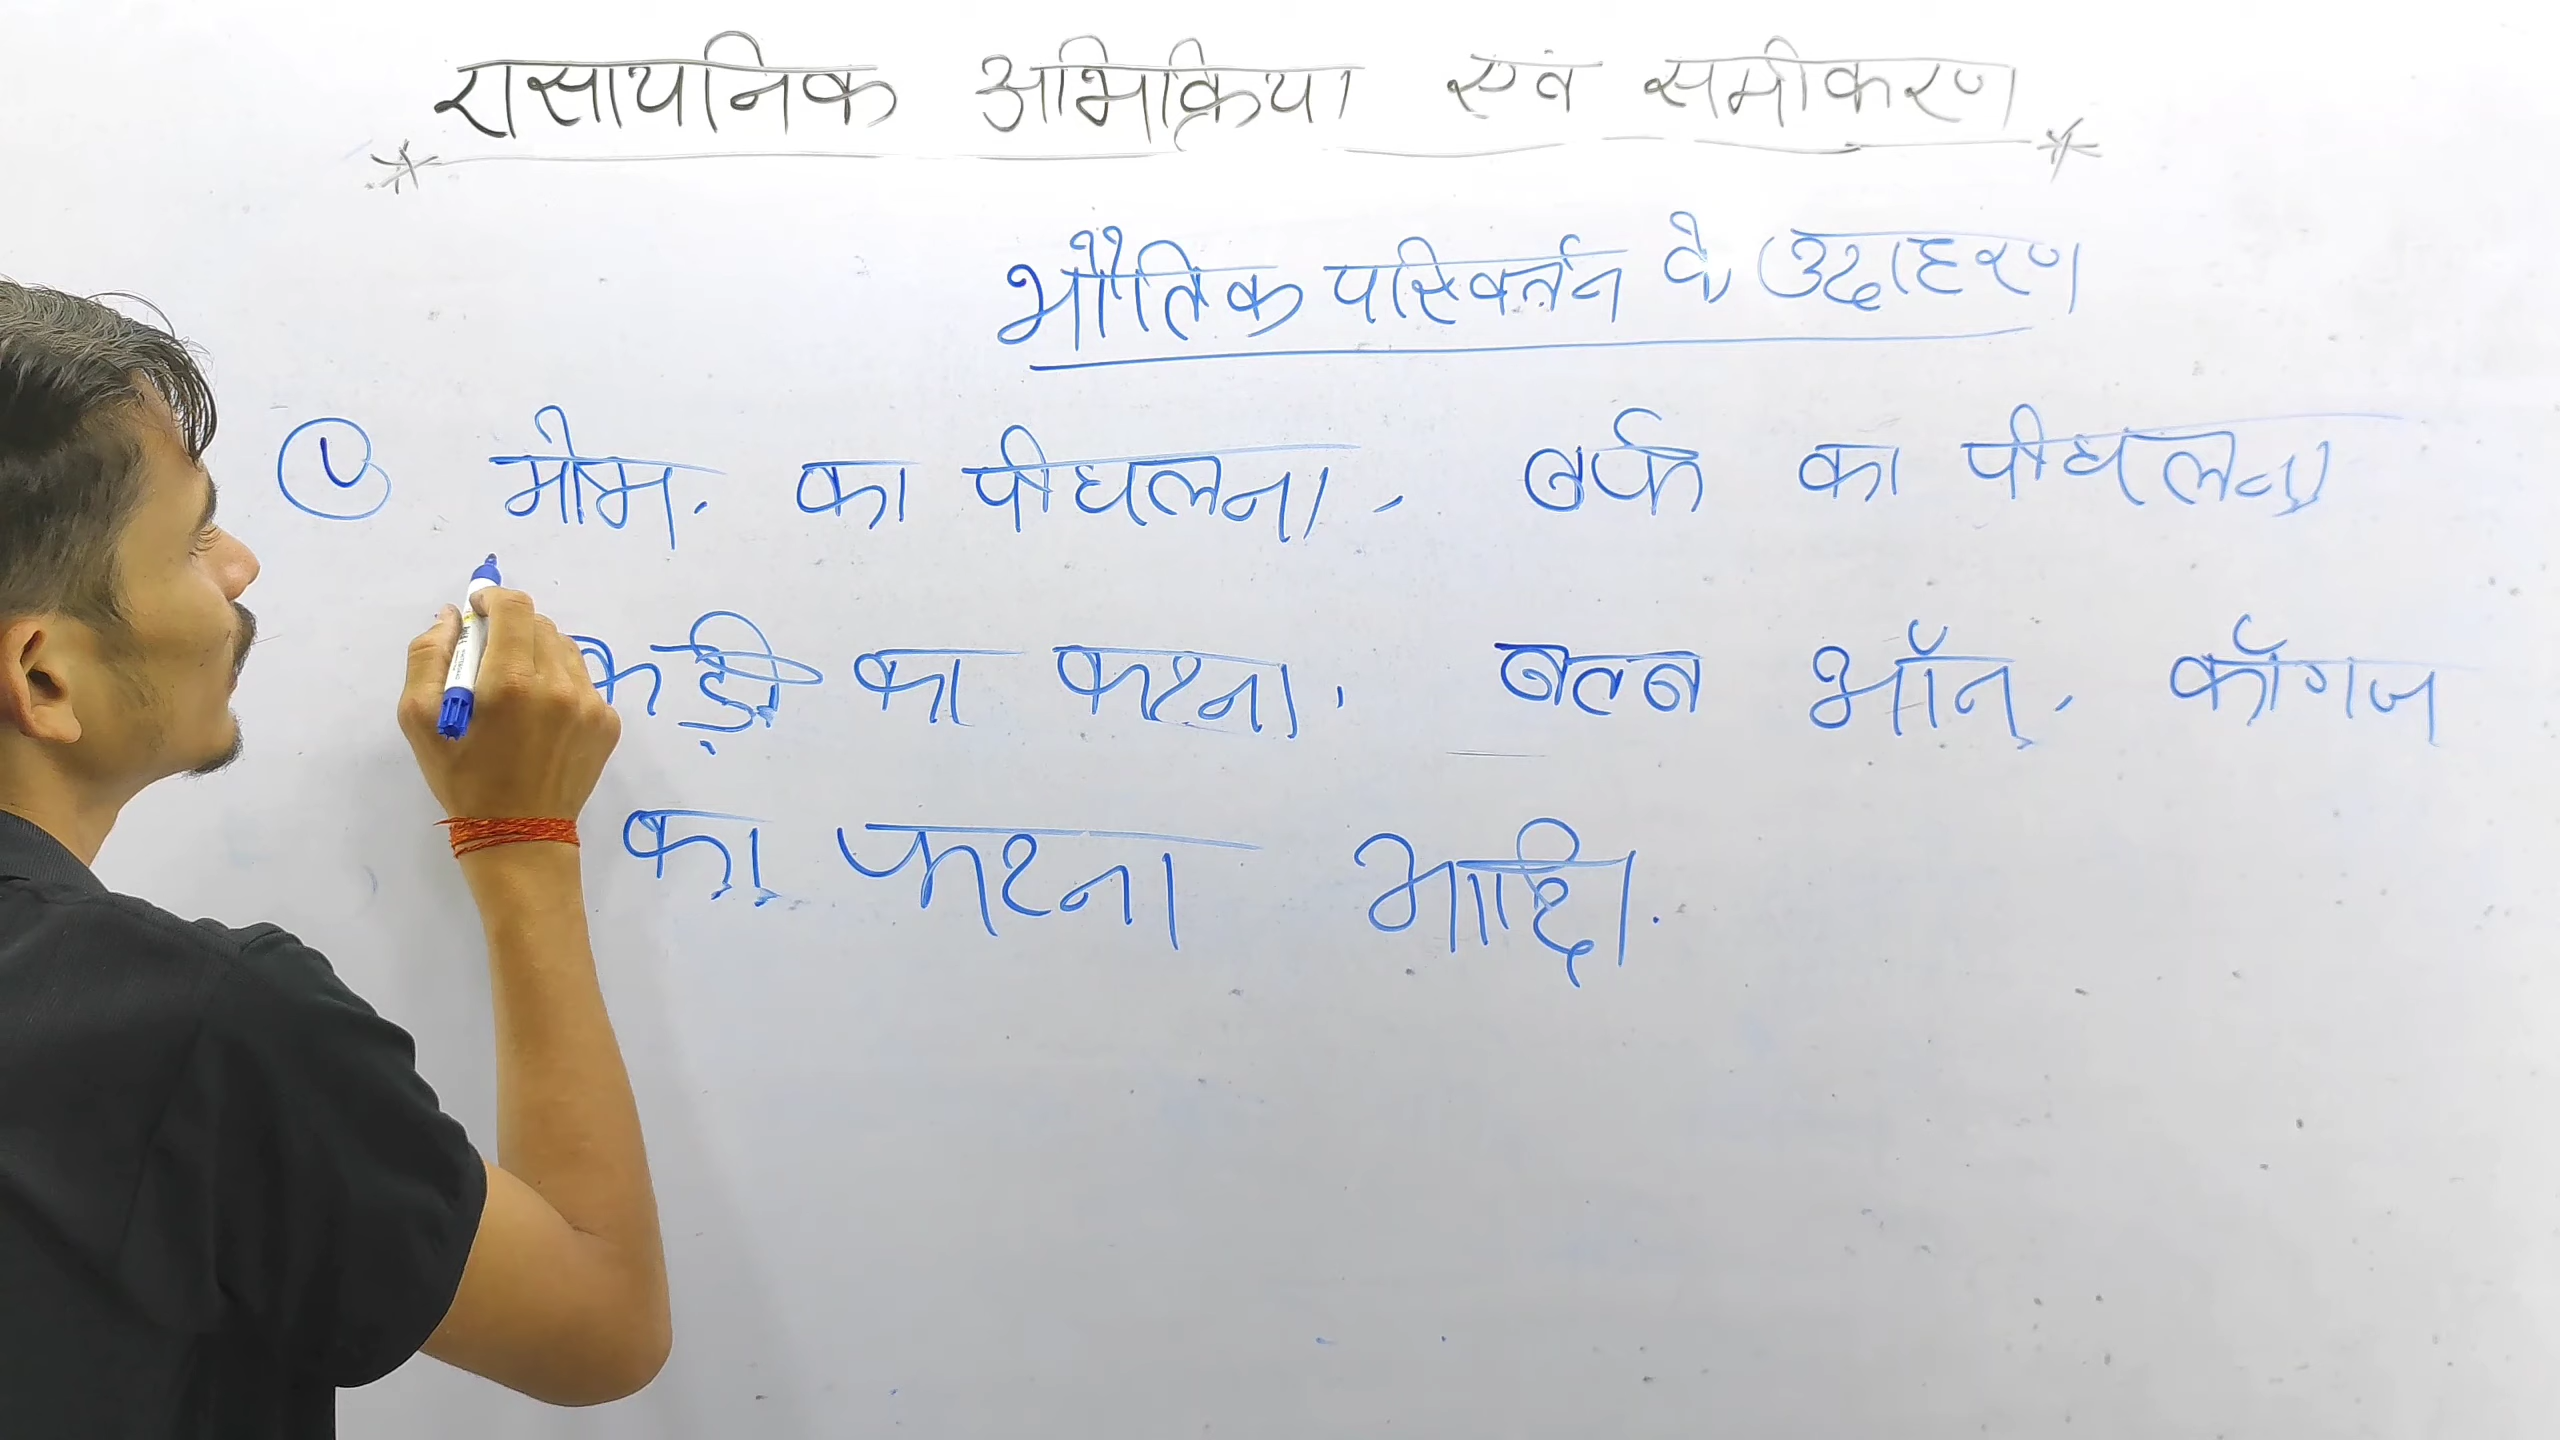 रासायनिक अभिक्रिया एवं समीकरण
भौतिक परिवर्तन के उदाहरण
① मोम का पीघलना, बर्फ का पीघलना
का कटना, बल्ब ऑन, कॉगज
का फटना आदि.